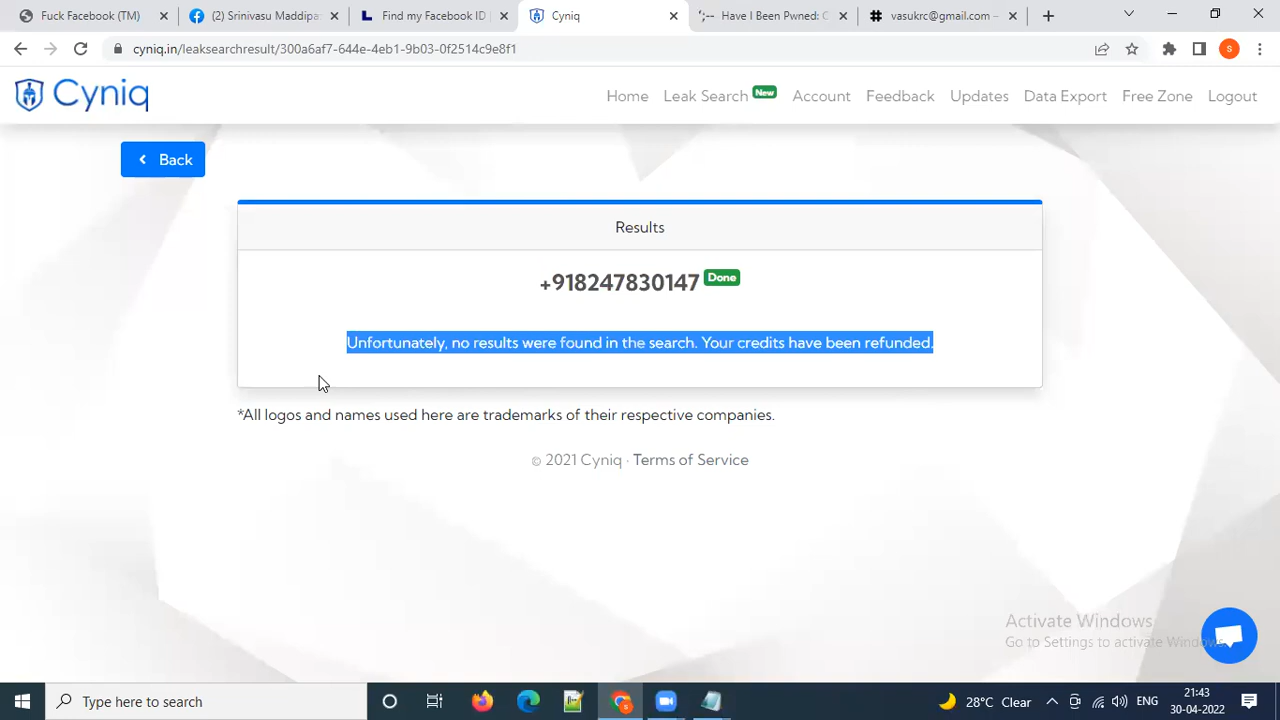 Fuck Facebook (TM)
(2) Srinivasu Maddipa
Find my Facebook ID |
Cyniq
Have I Been Pwned: C
vasukrc@gmail.com –
cyniq.in/leaksearchresult/300a6af7-644e-4eb1-9b03-0f2514c9e8f1
S
Cyniq
Home
Leak Search New
Account
Feedback
Updates
Data Export
Free Zone
Logout
Back
Results
+918247830147 Done
Unfortunately, no results were found in the search. Your credits have been refunded.
*All logos and names used here are trademarks of their respective companies.
© 2021 Cyniq · Terms of Service
Activate Windows
Go to Settings to activate Windows.
Type here to search
28°C Clear
ENG
21:43
30-04-2022